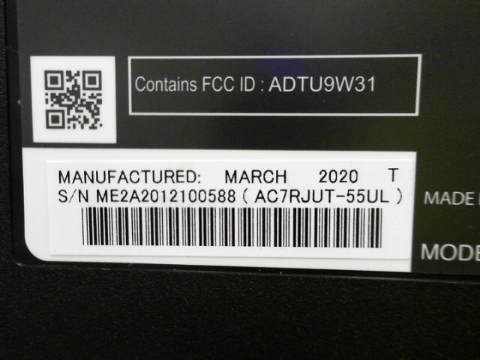 Contains FCC ID : ADTU9W31
MANUFACTURED: MARCH 2020 T
S/N ME2A2012100588 ( AC7RJUT-55UL )
MADE
MODE